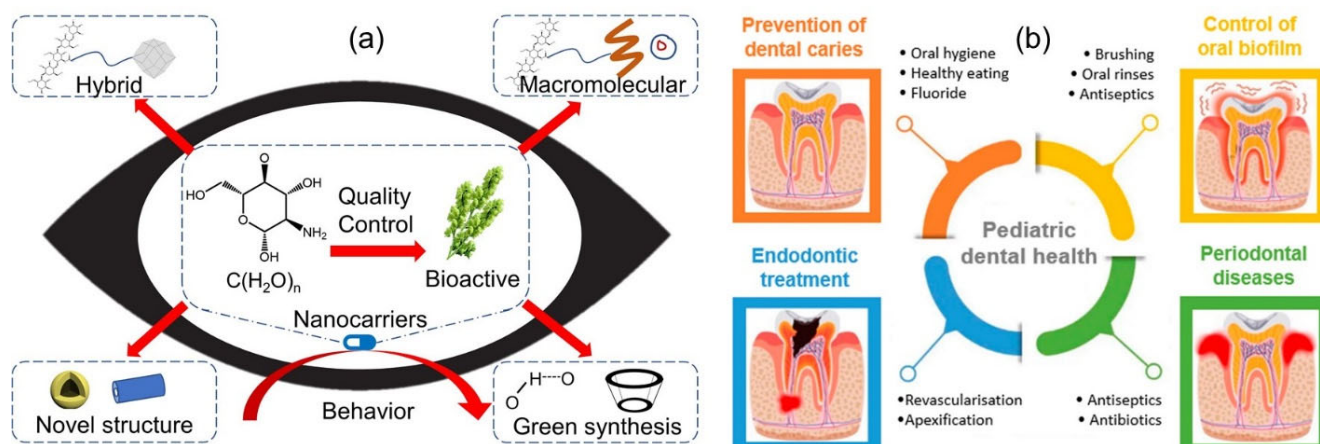 (a)
Hybrid
Macromolecular
O
OH
HO
O
OH
NH₂
OH
C(H₂O)ₙ
Quality
Control
Bioactive
Nanocarriers
Novel structure
Behavior
H----O
O
Green synthesis
(b)
Prevention of
dental caries
• Oral hygiene
• Healthy eating
• Fluoride
• Brushing
• Oral rinses
• Antiseptics
Control of
oral biofilm
Pediatric
dental health
Endodontic
treatment
•Revascularisation
•Apexification
• Antiseptics
• Antibiotics
Periodontal
diseases